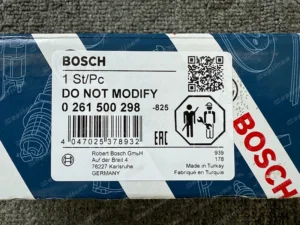 BOSCH
1 St/Pc
DO NOT MODIFY
0 261 500 298
-825
4 047025 378932
EAC
BOSCH
Robert Bosch GmbH
Auf der Breit 4
76227 Karlsruhe
GERMANY
939
178
Made in Turkey
Fabriqué en Turquie
BOSCH